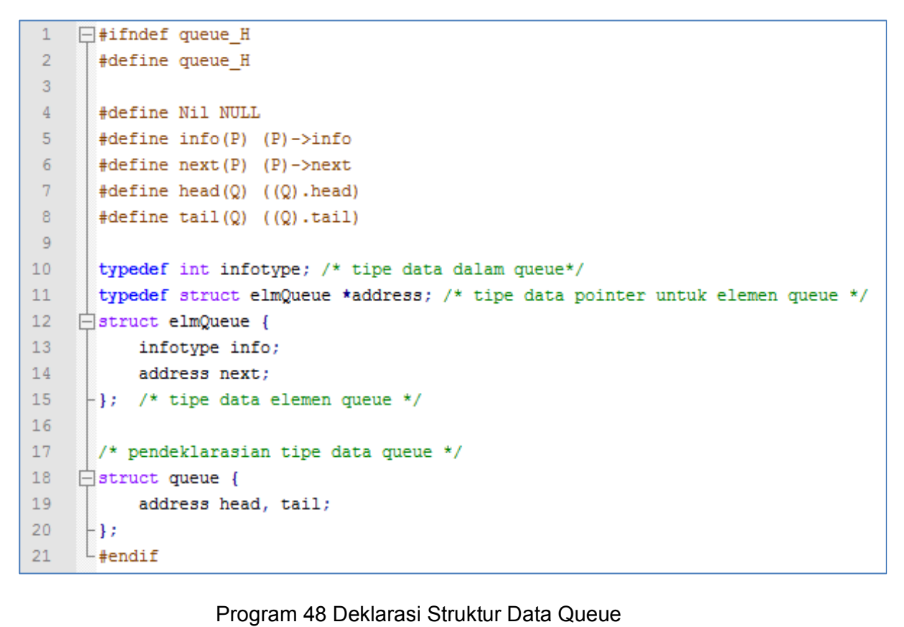 1 #ifndef queue_H
2 #define queue_H
3
4 #define Nil NULL
5 #define info(P) (P)->info
6 #define next(P) (P)->next
7 #define head(Q) ((Q).head)
8 #define tail(Q) ((Q).tail)
9
10 typedef int infotype; /* tipe data dalam queue*/
11 typedef struct elmQueue *address; /* tipe data pointer untuk elemen queue */
12 struct elmQueue {
13     infotype info;
14     address next;
15 };  /* tipe data elemen queue */
16
17 /* pendeklarasian tipe data queue */
18 struct queue {
19     address head, tail;
20 };
21 #endif
Program 48 Deklarasi Struktur Data Queue